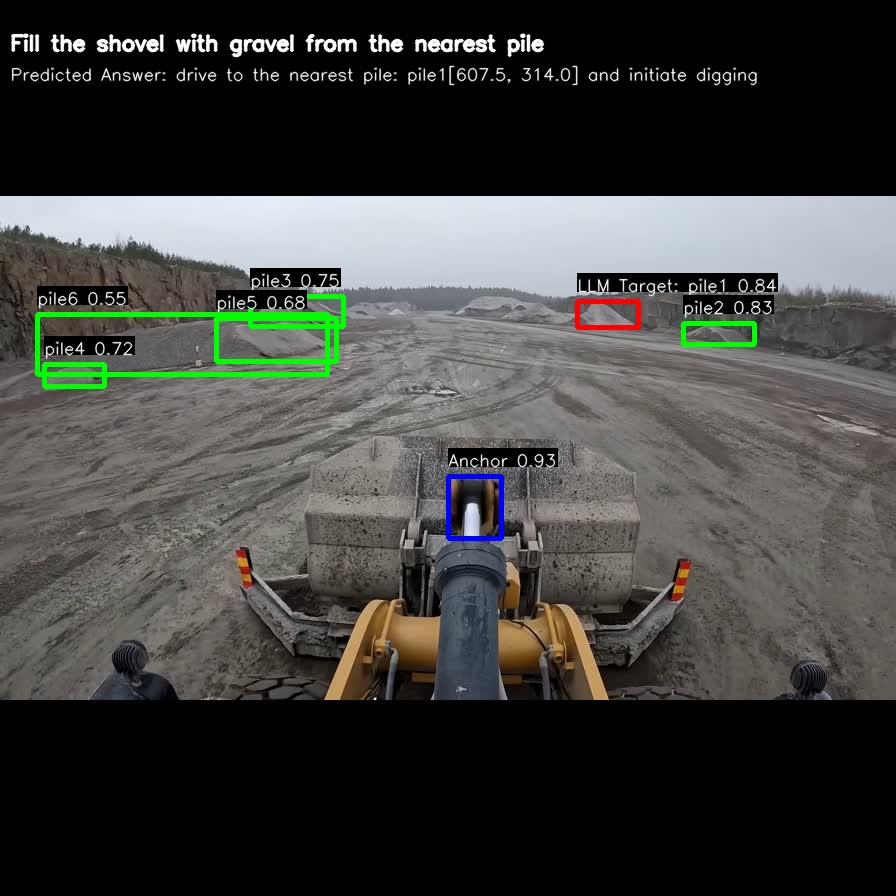 Fill the shovel with gravel from the nearest pile
Predicted Answer: drive to the nearest pile: pile1[607.5, 314.0] and initiate digging
pile3 0.75
LLM_Target: pile1 0.84
pile6 0.55
pile5 0.68
pile2 0.83
pile4 0.72
Anchor 0.93